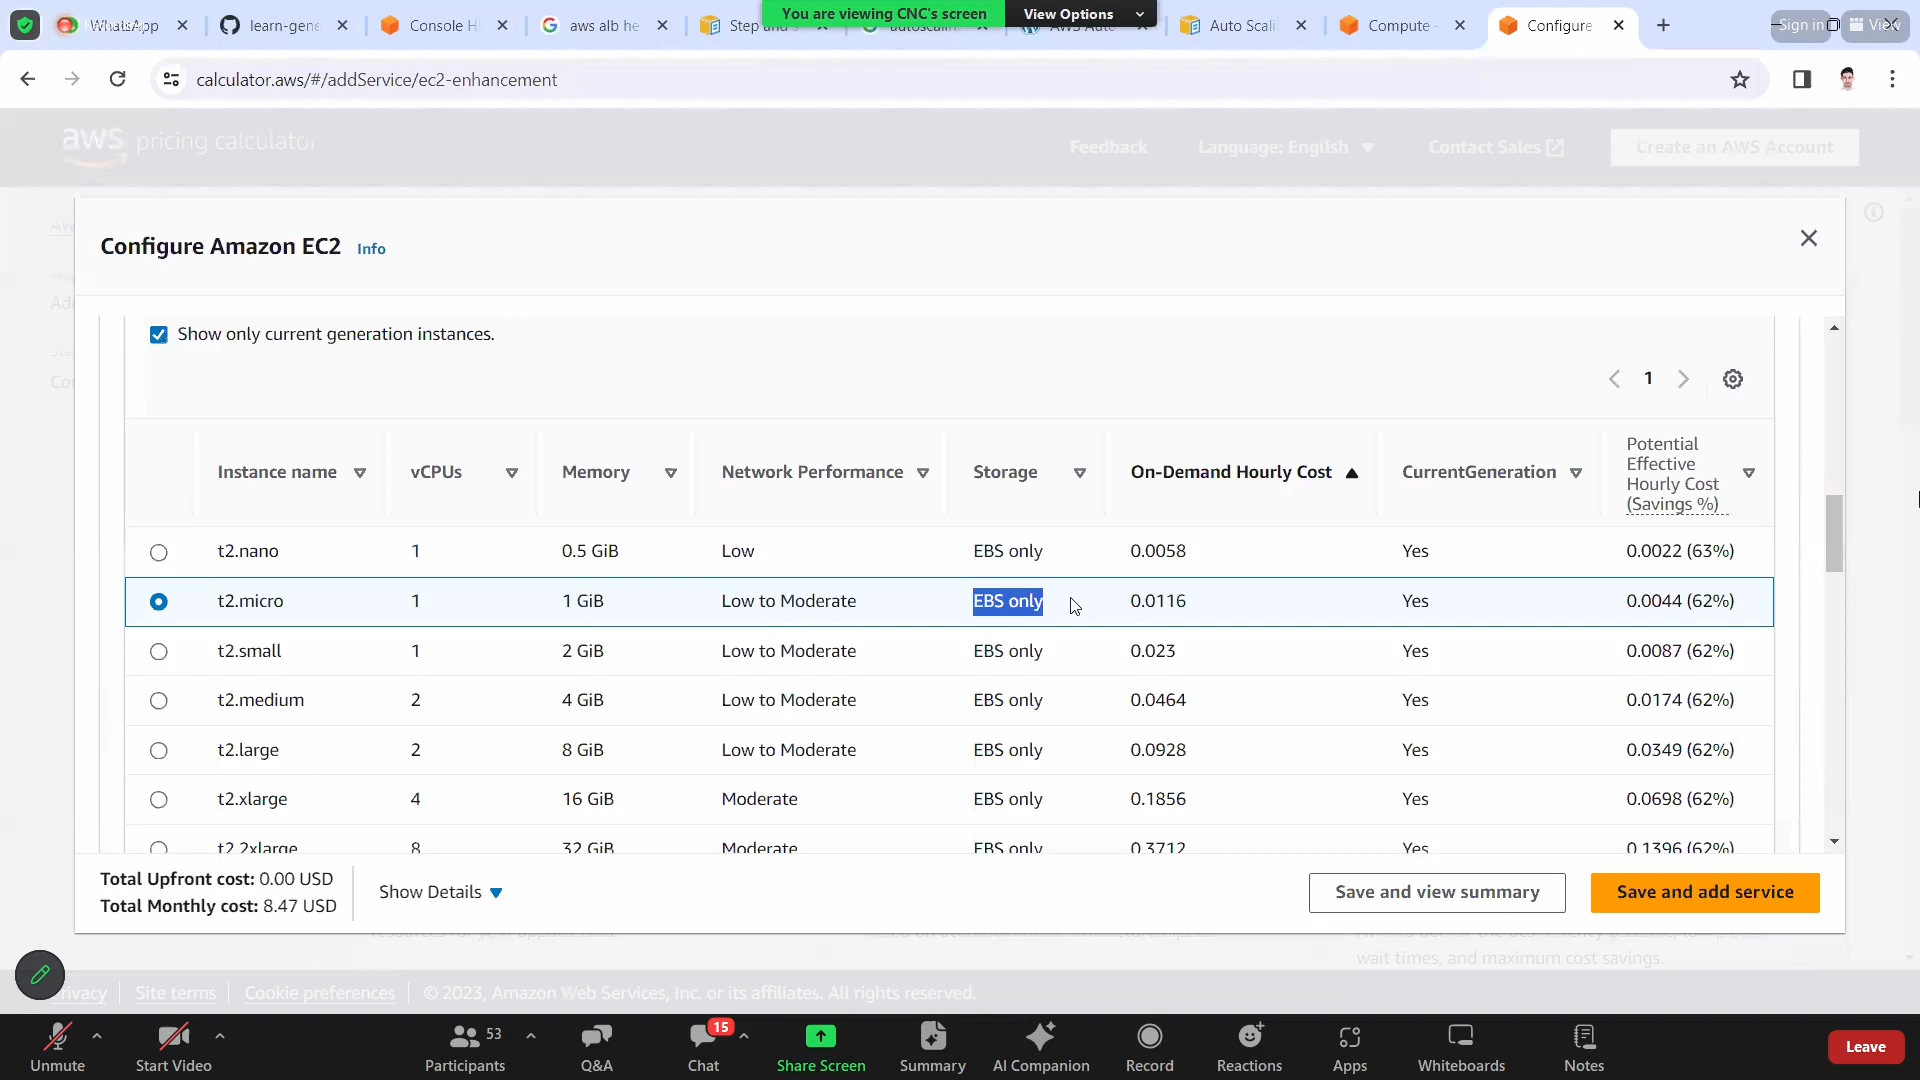 WhatsApp
learn-gene
Console H
aws alb he
Step and s
autoscalin
AWS Auto
Auto Scali
Compute -
Configure
Sign in
View
You are viewing CNC's screen
View Options
calculator.aws/#/addService/ec2-enhancement
aws pricing calculator
Feedback
Language: English
Contact Sales
Create an AWS Account
Configure Amazon EC2 Info
Show only current generation instances.
1
Instance name vCPUs Memory Network Performance Storage On-Demand Hourly Cost CurrentGeneration Potential
Effective
Hourly Cost
(Savings %)
t2.nano 1 0.5 GiB Low EBS only 0.0058 Yes 0.0022 (63%)
t2.micro 1 1 GiB Low to Moderate EBS only 0.0116 Yes 0.0044 (62%)
t2.small 1 2 GiB Low to Moderate EBS only 0.023 Yes 0.0087 (62%)
t2.medium 2 4 GiB Low to Moderate EBS only 0.0464 Yes 0.0174 (62%)
t2.large 2 8 GiB Low to Moderate EBS only 0.0928 Yes 0.0349 (62%)
t2.xlarge 4 16 GiB Moderate EBS only 0.1856 Yes 0.0698 (62%)
t2.2xlarge 8 32 GiB Moderate EBS only 0.3712 Yes 0.1396 (62%)
Total Upfront cost: 0.00 USD
Total Monthly cost: 8.47 USD
Show Details
Save and view summary
Save and add service
wait times, and maximum cost savings.
Privacy Site terms Cookie preferences © 2023, Amazon Web Services, Inc. or its affiliates. All rights reserved.
53
15
Unmute
Start Video
Participants
Q&A
Chat
Share Screen
Summary
AI Companion
Record
Reactions
Apps
Whiteboards
Notes
Leave